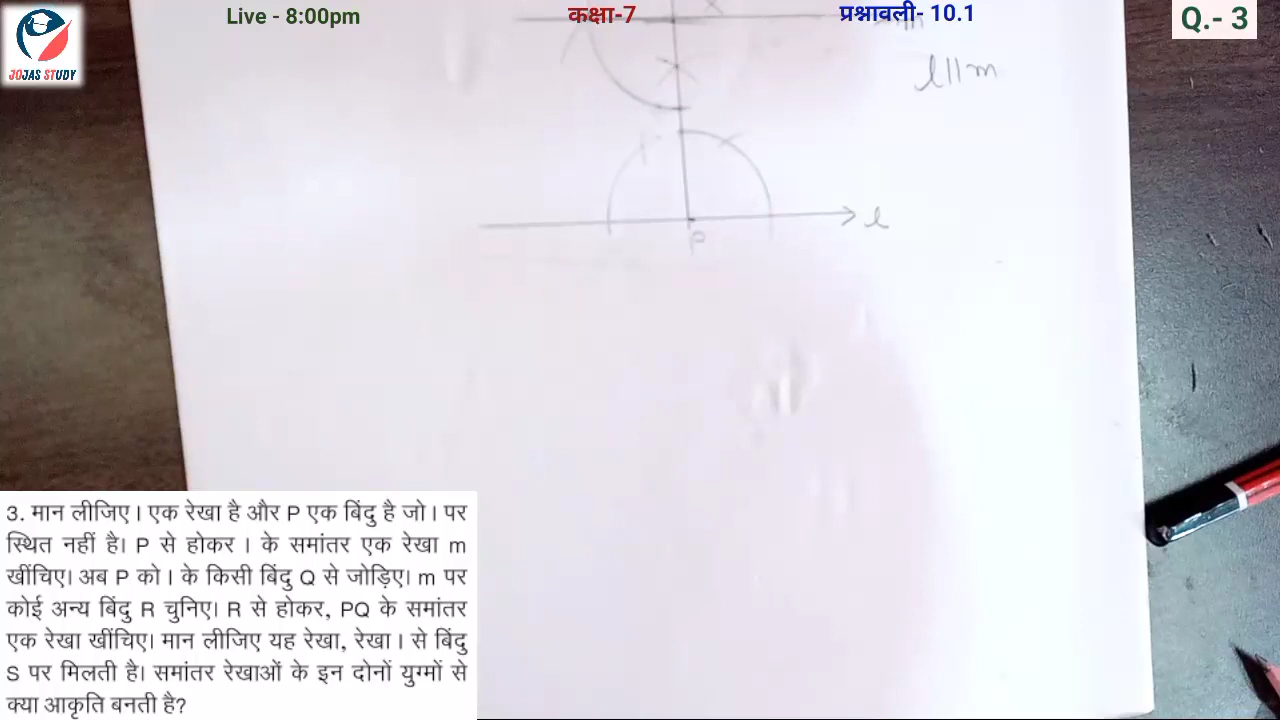 Live - 8:00pm
कक्षा-7
प्रश्नावली- 10.1
Q.- 3
JOJAS STUDY
l||m
l
P
3. मान लीजिए l एक रेखा है और P एक बिंदु है जो l पर
स्थित नहीं है। P से होकर l के समांतर एक रेखा m
खींचिए। अब P को l के किसी बिंदु Q से जोड़िए। m पर
कोई अन्य बिंदु R चुनिए। R से होकर, PQ के समांतर
एक रेखा खींचिए। मान लीजिए यह रेखा, रेखा l से बिंदु
S पर मिलती है। समांतर रेखाओं के इन दोनों युग्मों से
क्या आकृति बनती है?